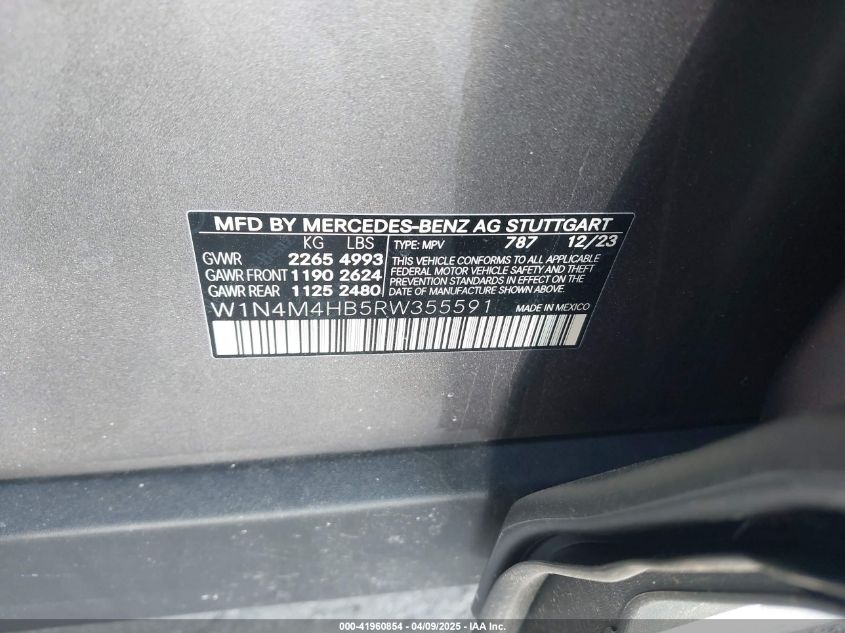 MFD BY MERCEDES-BENZ AG STUTTGART
KG LBS TYPE: MPV 787 12/23
GVWR 2265 4993
GAWR FRONT 1190 2624
GAWR REAR 1125 2480
THIS VEHICLE CONFORMS TO ALL APPLICABLE
FEDERAL MOTOR VEHICLE SAFETY AND THEFT
PREVENTION STANDARDS IN EFFECT ON THE
DATE OF MANUFACTURE SHOWN ABOVE.
W1N4M4HB5RW355591 MADE IN MEXICO
000-41960854 - 04/09/2025 - IAA Inc.